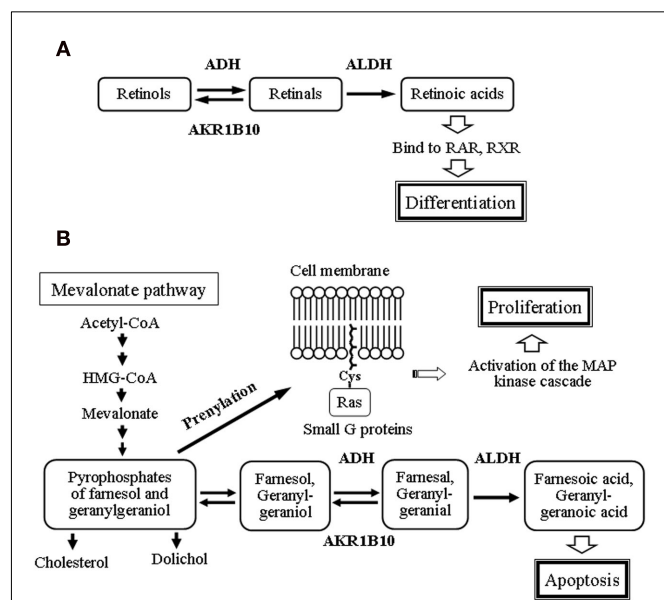 A
ADH
ALDH
Retinols
Retinals
Retinoic acids
AKR1B10
Bind to RAR, RXR
Differentiation
B
Mevalonate pathway
Acetyl-CoA
HMG-CoA
Mevalonate
Cell membrane
Cys
Ras
Small G proteins
Prenylation
Proliferation
Activation of the MAP
kinase cascade
Pyrophosphates
of farnesol and
geranylgeraniol
Cholesterol
Dolichol
Farnesol,
Geranyl-
geraniol
ADH
AKR1B10
Farnesal,
Geranyl-
geranial
ALDH
Farnesoic acid,
Geranyl-
geranoic acid
Apoptosis